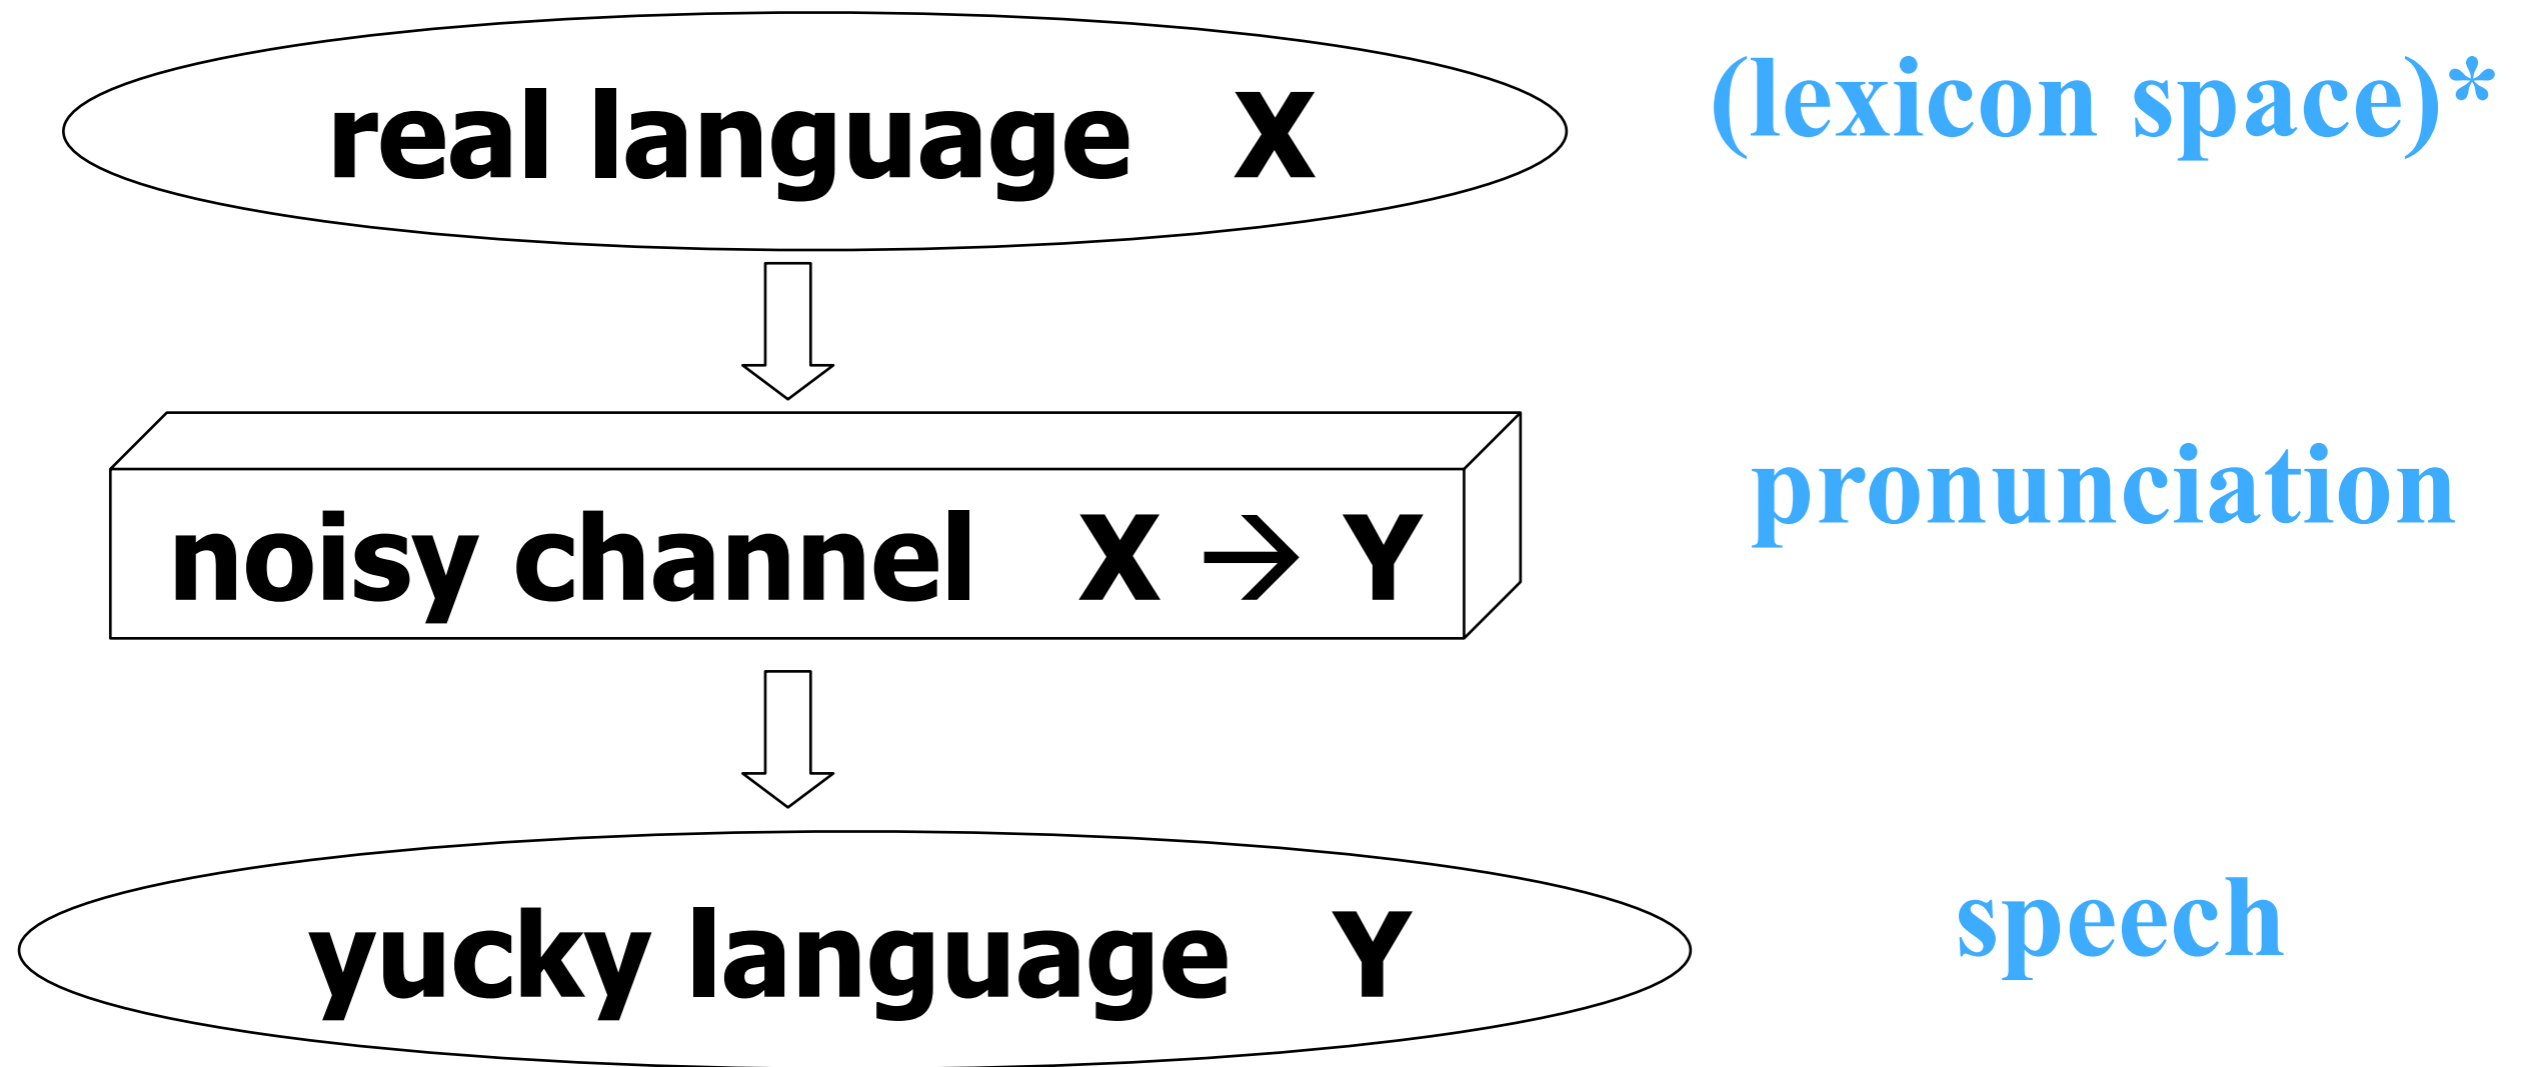 real language X
(lexicon space)*
noisy channel X → Y
pronunciation
yucky language Y
speech